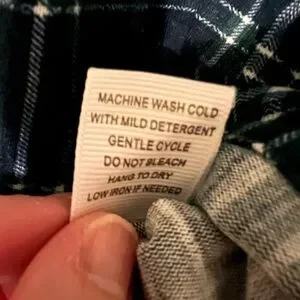 MACHINE WASH COLD
WITH MILD DETERGENT
GENTLE CYCLE
DO NOT BLEACH
HANG TO DRY
LOW IRON IF NEEDED